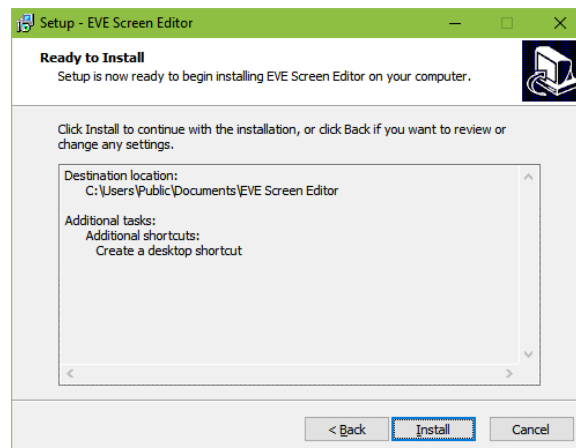 Setup - EVE Screen Editor
Ready to Install
Setup is now ready to begin installing EVE Screen Editor on your computer.
Click Install to continue with the installation, or click Back if you want to review or
change any settings.
Destination location:
C:\Users\Public\Documents\EVE Screen Editor
Additional tasks:
Additional shortcuts:
Create a desktop shortcut
< Back
Install
Cancel